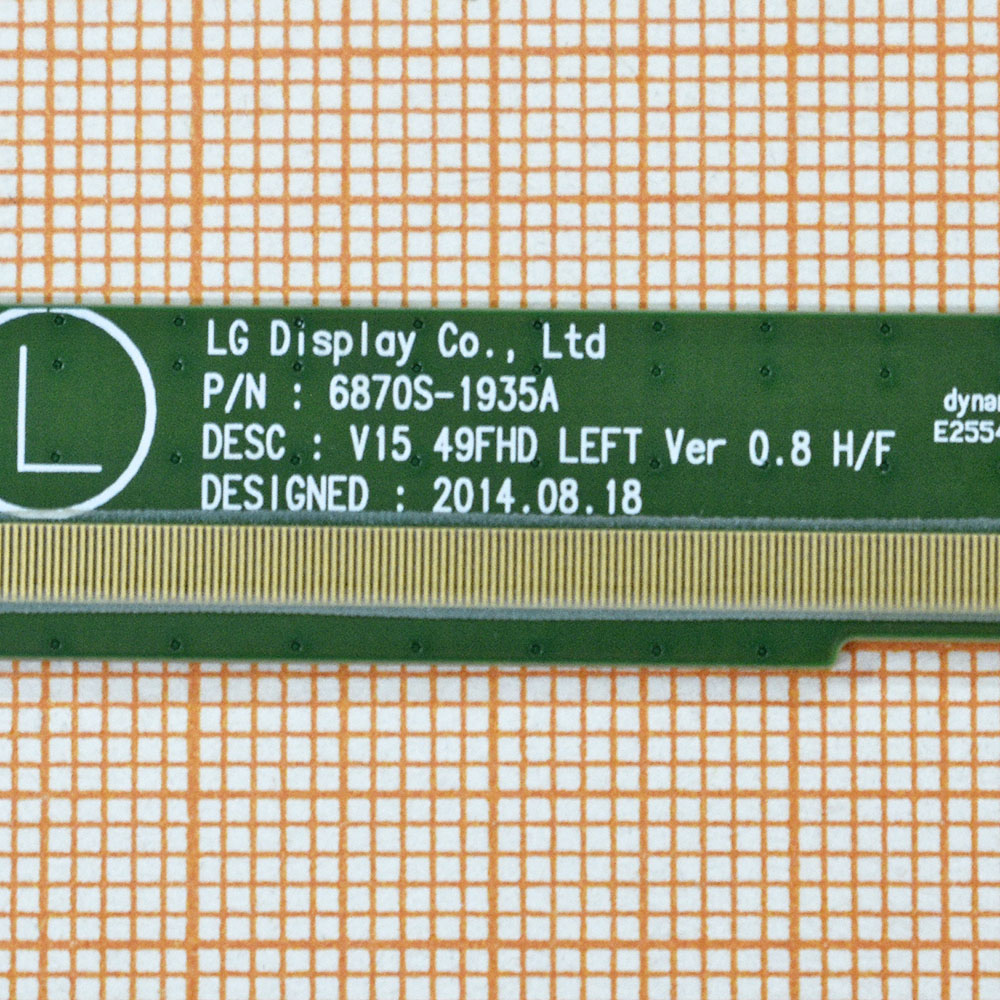 L
LG Display Co., Ltd
P/N : 6870S-1935A
DESC : V15 49FHD LEFT Ver 0.8 H/F
DESIGNED : 2014.08.18